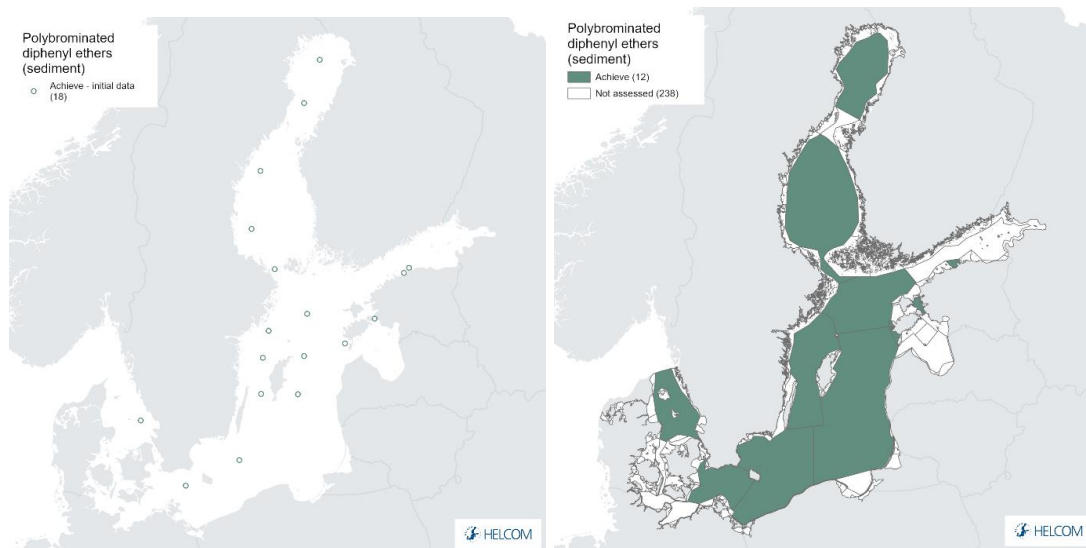 Polybrominated
diphenyl ethers
(sediment)
Achieve - initial data
(18)
HELCOM
Polybrominated
diphenyl ethers
(sediment)
Achieve (12)
Not assessed (238)
HELCOM